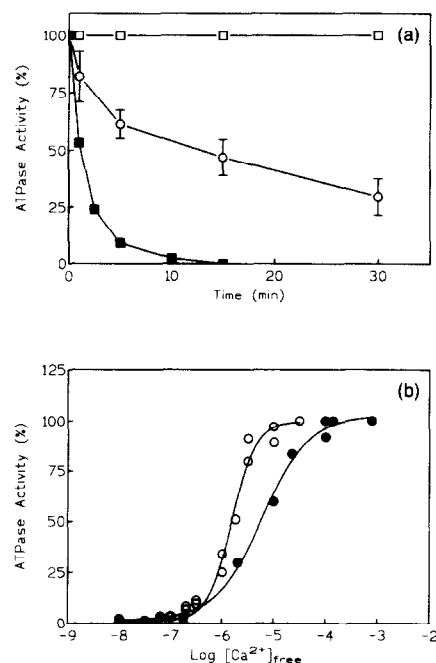 (a)
100
75
50
25
0
ATPase Activity (%)
0 10 20 30
Time (min)
(b)
125
100
75
50
25
0
ATPase Activity (%)
-9 -8 -7 -6 -5 -4 -3 -2
Log [Ca²⁺]free